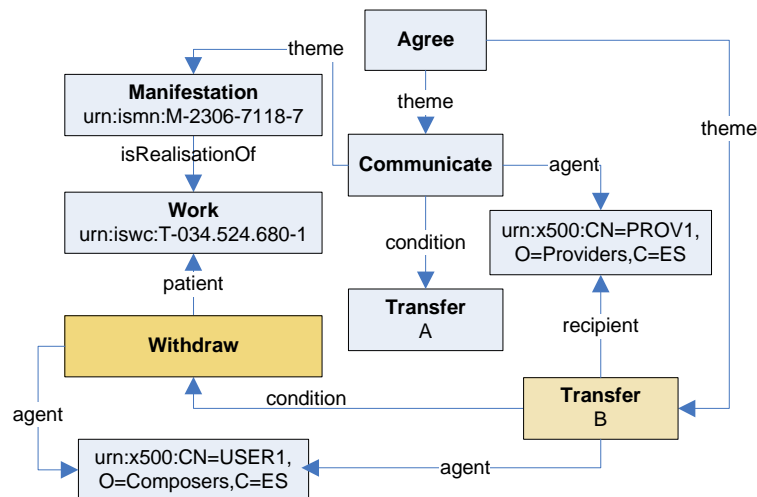 Agree
theme
Manifestation
urn:ismn:M-2306-7118-7
theme
theme
isRealisationOf
Communicate
agent
Work
urn:iswc:T-034.524.680-1
condition
urn:x500:CN=PROV1,
O=Providers,C=ES
patient
Transfer
A
recipient
Withdraw
condition
Transfer
B
agent
urn:x500:CN=USER1,
O=Composers,C=ES
agent